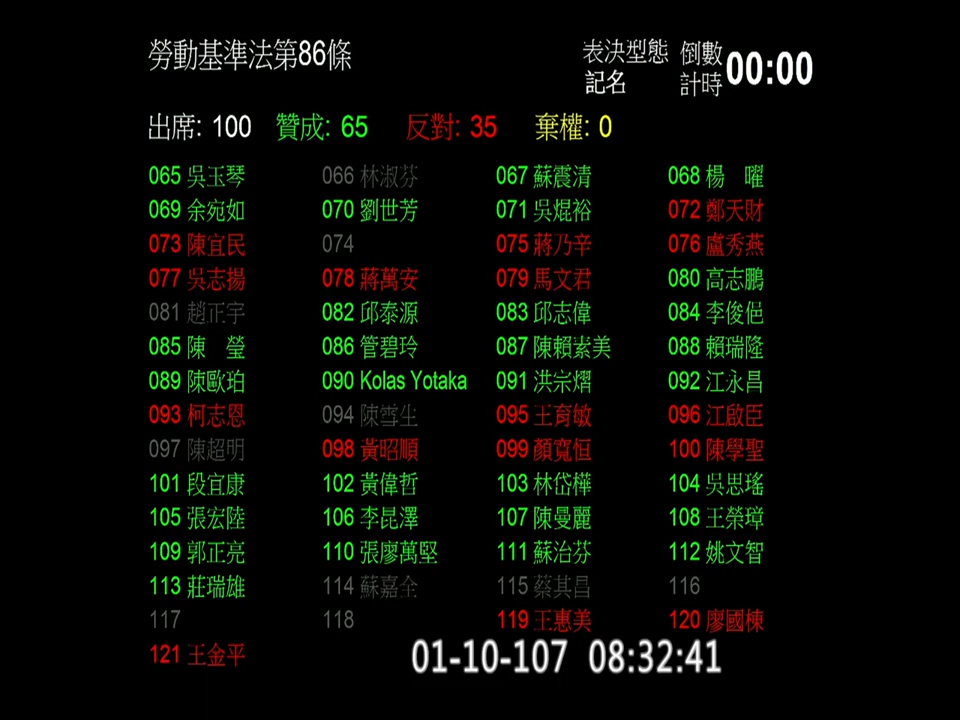 勞動基準法第86條
表決型態 記名
倒數計時 00:00
出席: 100 贊成: 65 反對: 35 棄權: 0
065 吳玉琴 066 林淑芬 067 蘇震清 068 楊　曜
069 余宛如 070 劉世芳 071 吳焜裕 072 鄭天財
073 陳宜民 074 075 蔣乃辛 076 盧秀燕
077 吳志揚 078 蔣萬安 079 馬文君 080 高志鵬
081 趙正宇 082 邱泰源 083 邱志偉 084 李俊俋
085 陳　瑩 086 管碧玲 087 陳賴素美 088 賴瑞隆
089 陳歐珀 090 Kolas Yotaka 091 洪宗熠 092 江永昌
093 柯志恩 094 陳雪生 095 王育敏 096 江啟臣
097 陳超明 098 黃昭順 099 顏寬恒 100 陳學聖
101 段宜康 102 黃偉哲 103 林岱樺 104 吳思瑤
105 張宏陸 106 李昆澤 107 陳曼麗 108 王榮璋
109 郭正亮 110 張廖萬堅 111 蘇治芬 112 姚文智
113 莊瑞雄 114 蘇嘉全 115 蔡其昌 116
117 118 119 王惠美 120 廖國棟
121 王金平
01-10-107 08:32:41